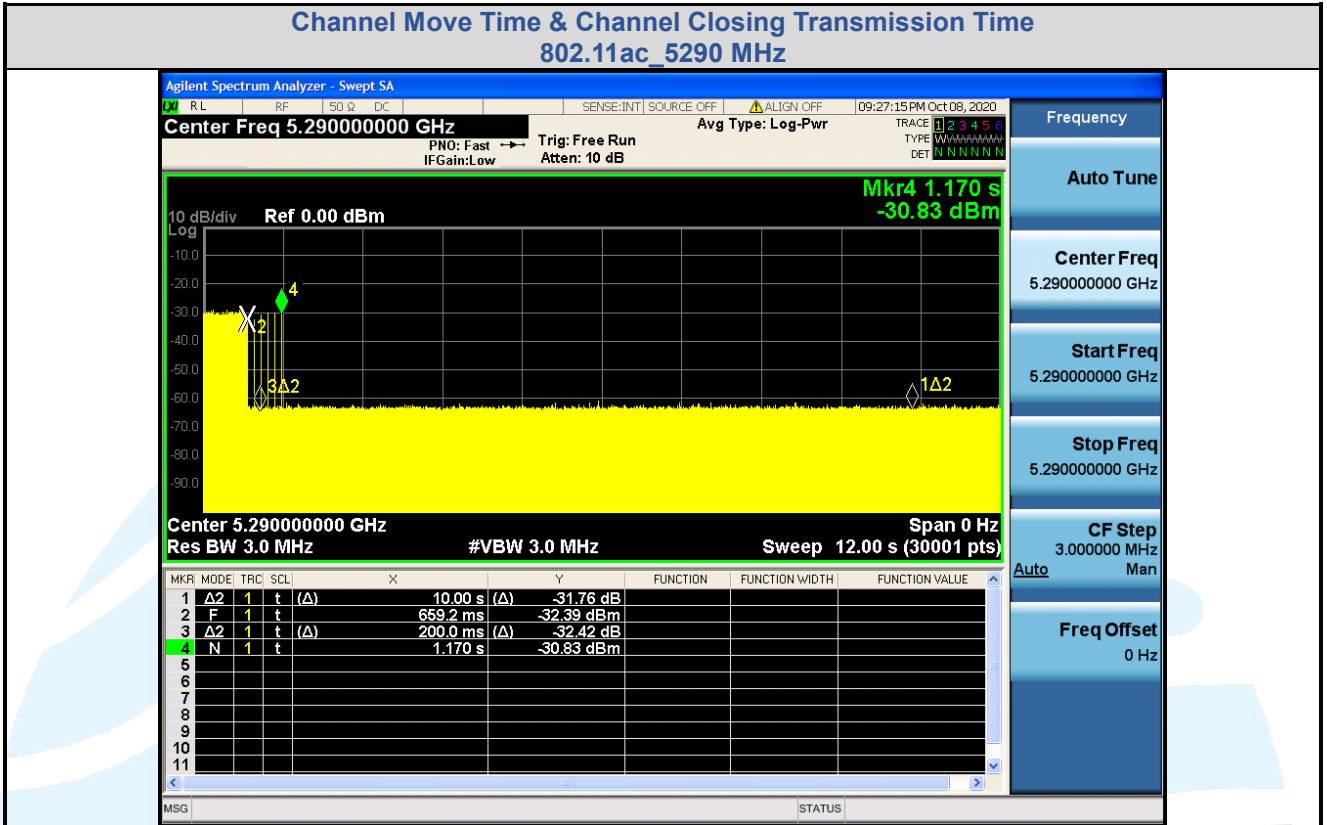 Channel Move Time & Channel Closing Transmission Time
802.11ac_5290 MHz
Agilent Spectrum Analyzer - Swept SA
LXI RL RF 50 Ω DC SENSE:INT SOURCE OFF ALIGN OFF 09:27:15 PM Oct 08, 2020
Center Freq 5.290000000 GHz
PNO: Fast
IFGain:Low
Trig: Free Run
Atten: 10 dB
Avg Type: Log-Pwr
TRACE 1 2 3 4 5 6
TYPE WWWWWW
DET N N N N N N
Mkr4 1.170 s
-30.83 dBm
10 dB/div Ref 0.00 dBm
Log
-10.0
-20.0
4
-30.0
2
-40.0
-50.0
3Δ2
1Δ2
-60.0
-70.0
-80.0
-90.0
Center 5.290000000 GHz Span 0 Hz
Res BW 3.0 MHz #VBW 3.0 MHz Sweep 12.00 s (30001 pts)
MKR MODE TRC SCL X Y FUNCTION FUNCTION WIDTH FUNCTION VALUE
1 Δ2 1 t (Δ) 10.00 s (Δ) -31.76 dB
2 F 1 t 659.2 ms -32.39 dBm
3 Δ2 1 t (Δ) 200.0 ms (Δ) -32.42 dB
4 N 1 t 1.170 s -30.83 dBm
5
6
7
8
9
10
11
MSG STATUS
Frequency
Auto Tune
Center Freq
5.290000000 GHz
Start Freq
5.290000000 GHz
Stop Freq
5.290000000 GHz
CF Step
3.000000 MHz
Auto Man
Freq Offset
0 Hz